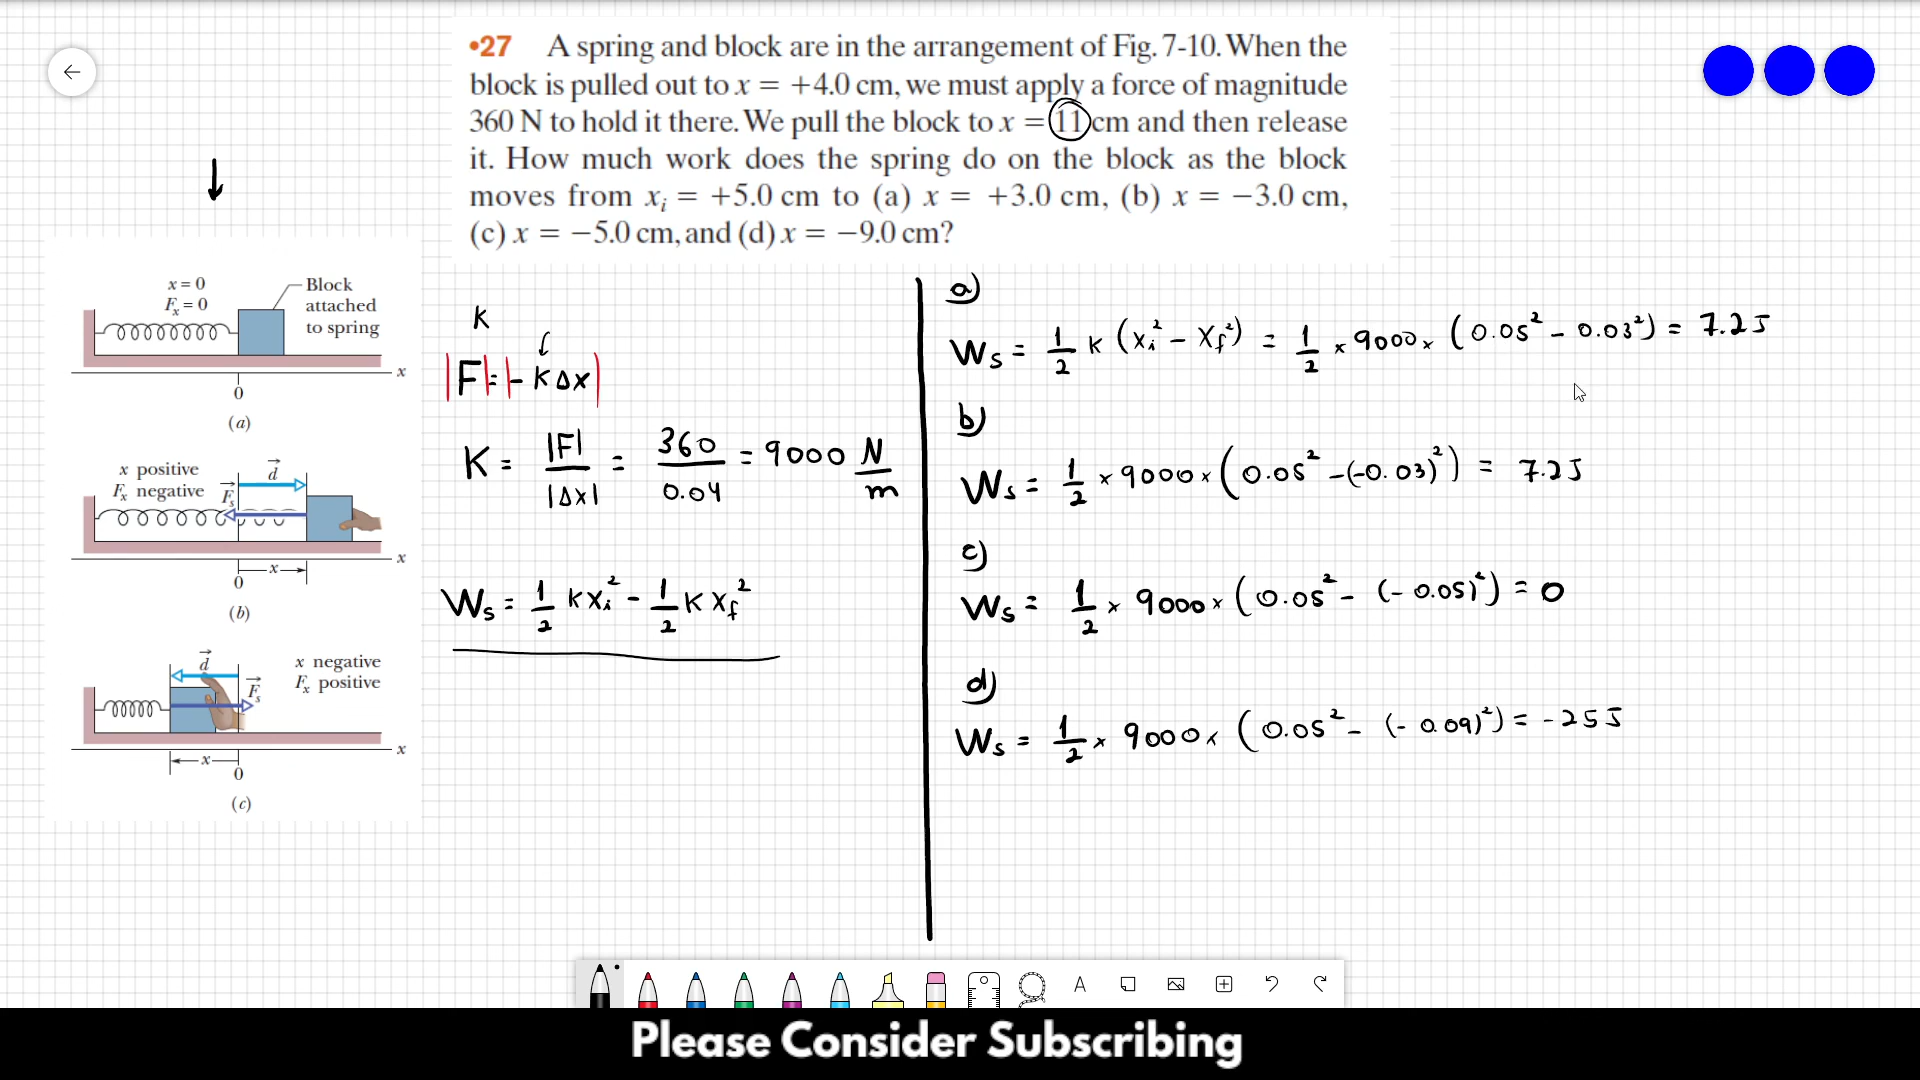 •27 A spring and block are in the arrangement of Fig. 7-10. When the
block is pulled out to x = +4.0 cm, we must apply a force of magnitude
360 N to hold it there. We pull the block to x = 11 cm and then release
it. How much work does the spring do on the block as the block
moves from xᵢ = +5.0 cm to (a) x = +3.0 cm, (b) x = −3.0 cm,
(c) x = −5.0 cm, and (d) x = −9.0 cm?
x = 0
Fₓ = 0
Block
attached
to spring
x
0
(a)
x positive
Fₓ negative
d
Fₛ
x
x
0
(b)
d
Fₛ
x negative
Fₓ positive
x
x
0
(c)
K
|F| = |- K Δx|
K = |F| / |Δx| = 360 / 0.04 = 9000 N/m
Ws = 1/2 K xᵢ² - 1/2 K xf²
a)
Ws = 1/2 K (xᵢ² - xf²) = 1/2 × 9000 × (0.05² - 0.03²) = 7.2J
b)
Ws = 1/2 × 9000 × (0.05² - (-0.03)²) = 7.2J
c)
Ws = 1/2 × 9000 × (0.05² - (-0.05)²) = 0
d)
Ws = 1/2 × 9000 × (0.05² - (-0.09)²) = -25J
A
Please Consider Subscribing